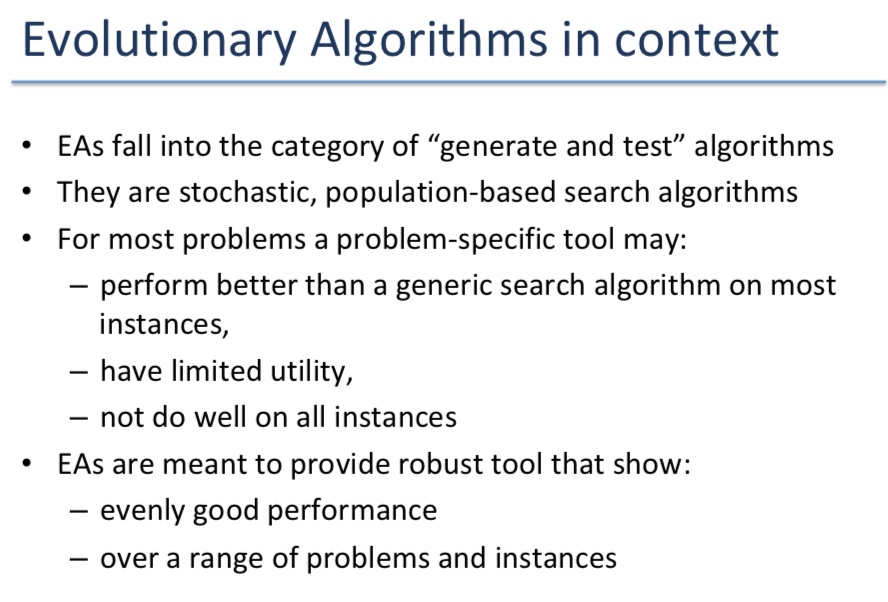 Evolutionary Algorithms in context
• EAs fall into the category of “generate and test” algorithms
• They are stochastic, population-based search algorithms
• For most problems a problem-specific tool may:
– perform better than a generic search algorithm on most
instances,
– have limited utility,
– not do well on all instances
• EAs are meant to provide robust tool that show:
– evenly good performance
– over a range of problems and instances